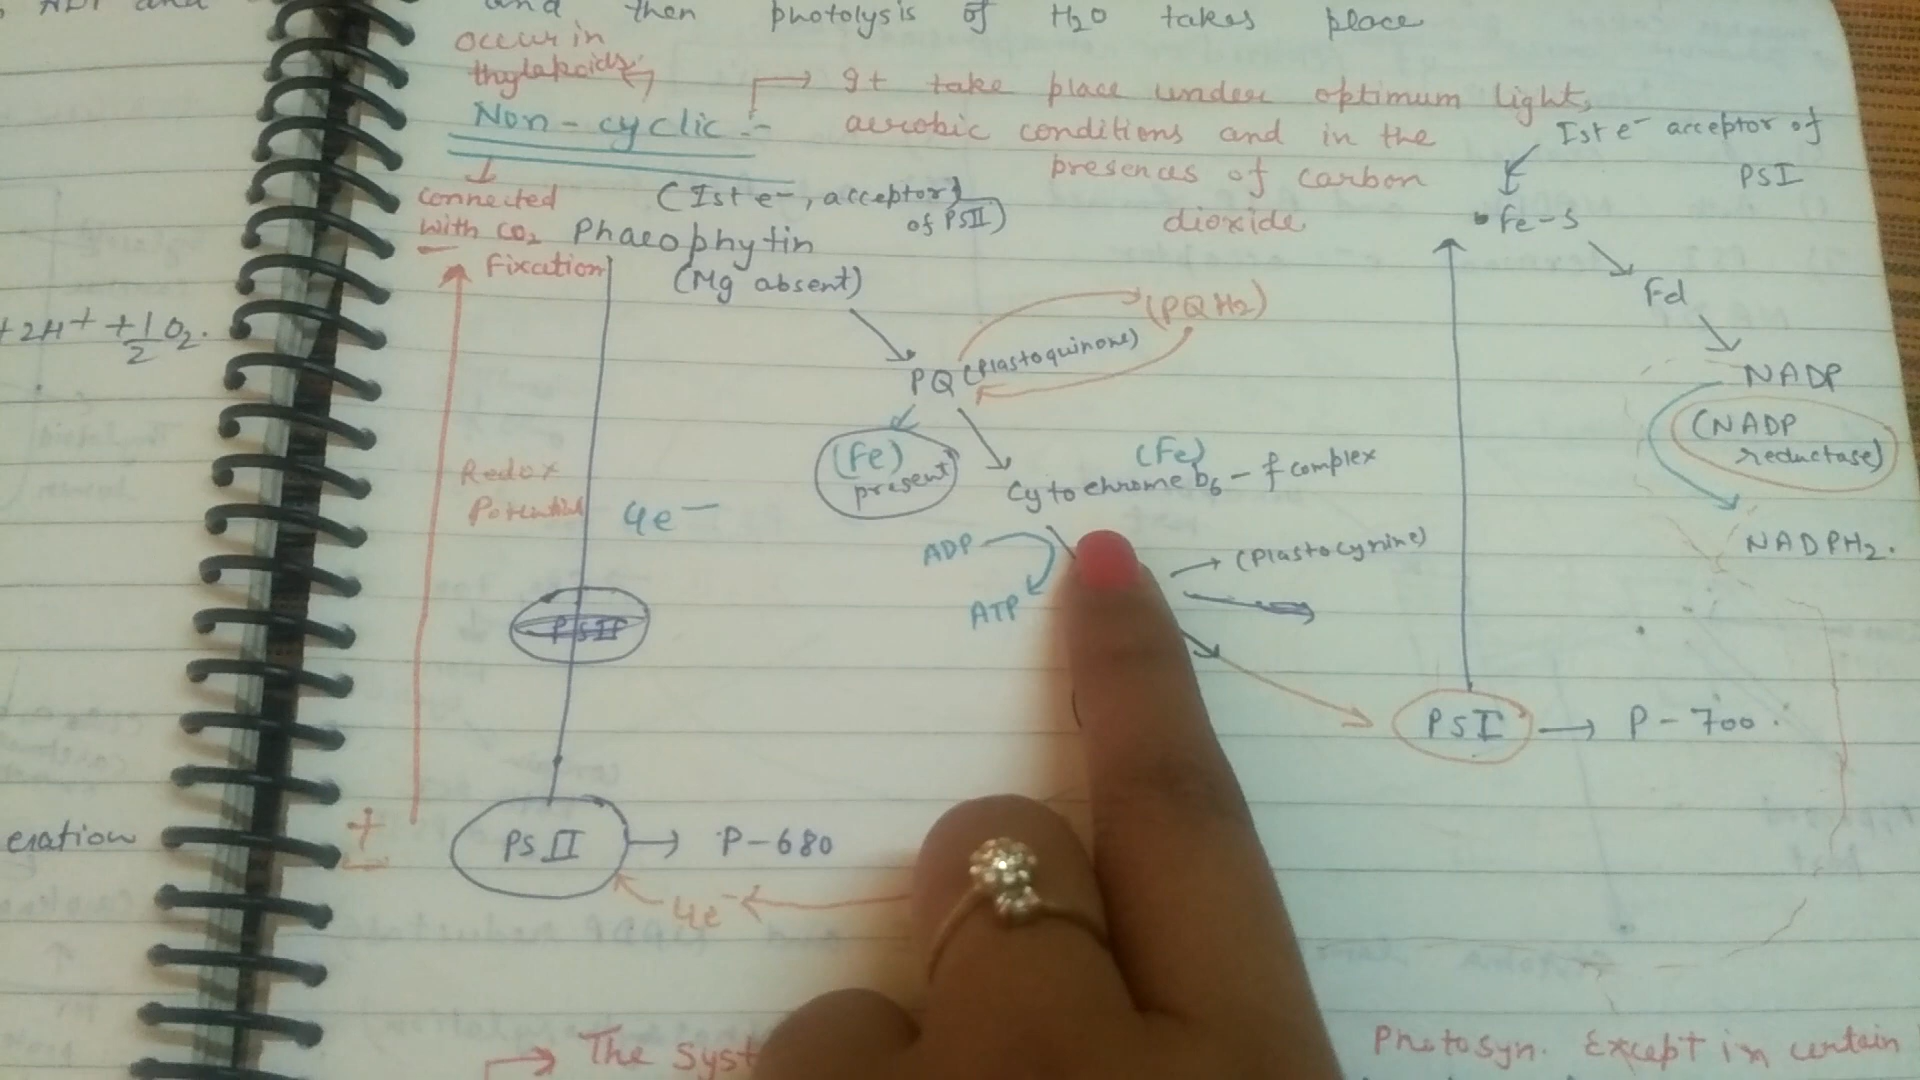 and then photolysis of H2O takes place
occur in
thylakoids
Non-cyclic :-
It take place under optimum light,
aerobic conditions and in the
presences of carbon
dioxide
connected
with CO2
Fixation
(Ist e-, acceptor)
of PSII)
Phaeophytin
(Mg absent)
Ist e- acceptor of
PSI
Fe-S
Fd
NADP
(NADP
reductase)
NADPH2.
(PQH2)
PQ (Plastoquinone)
(Fe)
present
(Fe)
Cytochrome b6-f complex
Redox
Potential
4e-
ADP
ATP
(Plastocynine)
PSII
PSI → P-700
+2H+ + 1/2 O2.
eration
+
PSII → P-680
4e-
The Syst
Photosyn. Except in certain